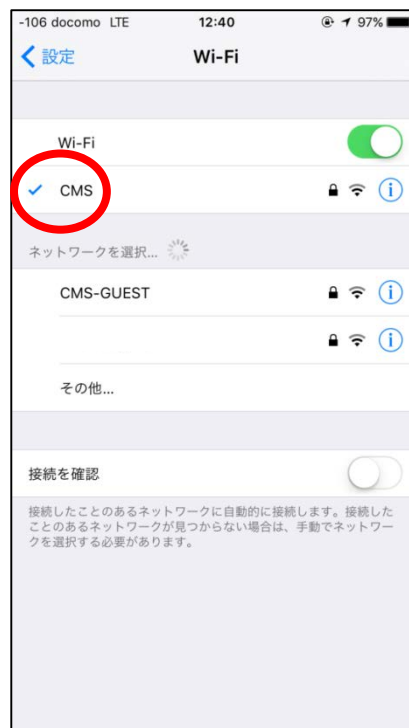 -106 docomo LTE 12:40 97%
設定 Wi-Fi
Wi-Fi
CMS
ネットワークを選択...
CMS-GUEST
その他...
接続を確認
接続したことのあるネットワークに自動的に接続します。接続した
ことのあるネットワークが見つからない場合は、手動でネットワー
クを選択する必要があります。